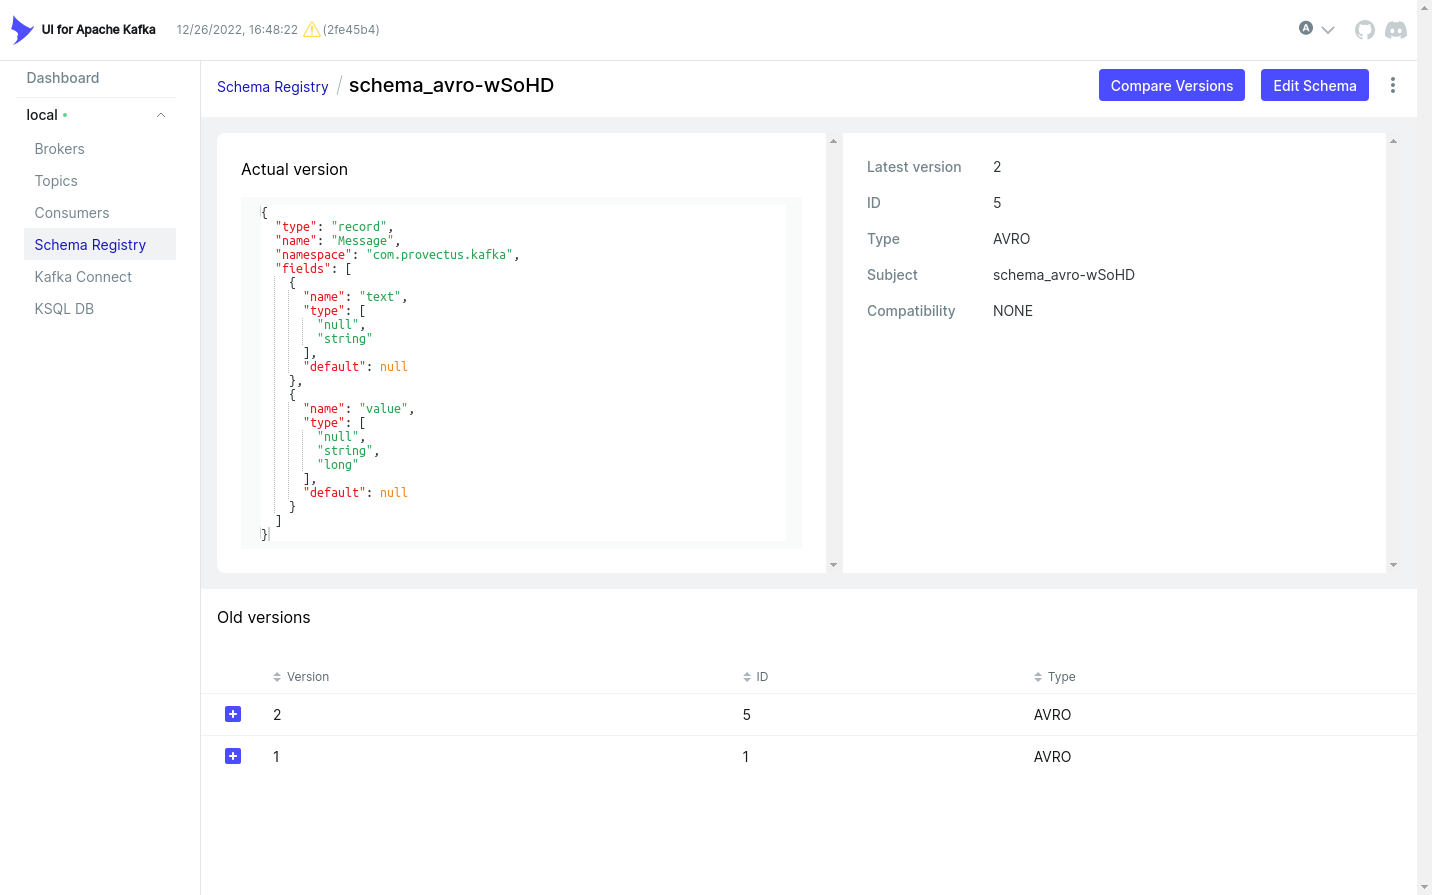 UI for Apache Kafka 12/26/2022, 16:48:22 (2fe45b4) A
Dashboard
local
Brokers
Topics
Consumers
Schema Registry
Kafka Connect
KSQL DB
Schema Registry / schema_avro-wSoHD Compare Versions Edit Schema
Actual version
{
"type": "record",
"name": "Message",
"namespace": "com.provectus.kafka",
"fields": [
{
"name": "text",
"type": [
"null",
"string"
],
"default": null
},
{
"name": "value",
"type": [
"null",
"string",
"long"
],
"default": null
}
]
}
Latest version 2
ID 5
Type AVRO
Subject schema_avro-wSoHD
Compatibility NONE
Old versions
Version ID Type
2 5 AVRO
1 1 AVRO